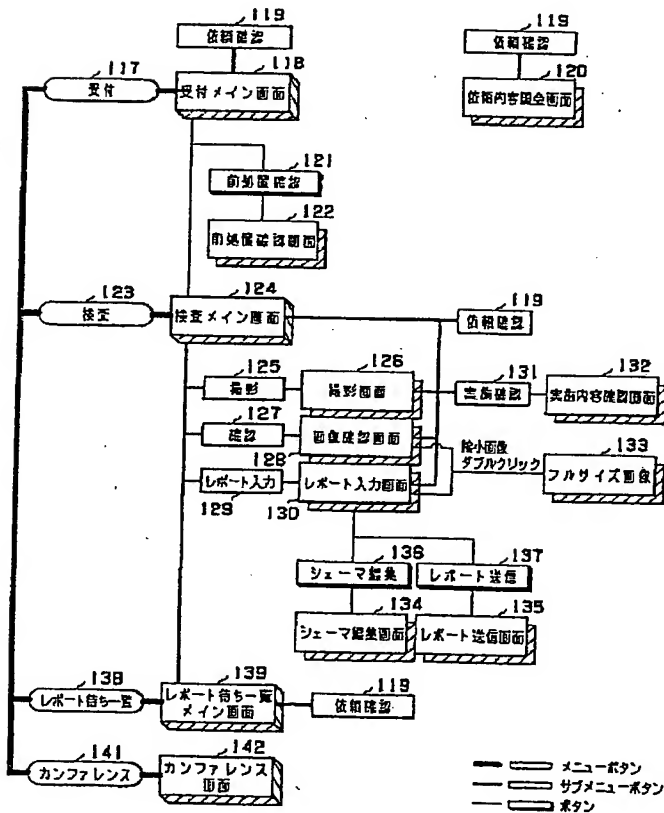 119
依頼確認
119
依頼確認
117
受付
118
受付メイン画面
120
依頼内容照会画面
121
前処置確認
122
前処置確認画面
123
検査
124
検査メイン画面
119
依頼確認
125
撮影
126
撮影画面
131
実施確認
132
実施内容確認画面
127
確認
画像確認画面
128
縮小画像
ダブルクリック
133
フルサイズ画像
レポート入力
129
レポート入力画面
130
136
シェーマ編集
137
レポート送信
134
シェーマ編集画面
135
レポート送信画面
138
レポート待ち一覧
139
レポート待ち一覧
メイン画面
119
依頼確認
141
カンファレンス
142
カンファレンス
画面
メニューボタン
サブメニューボタン
ボタン